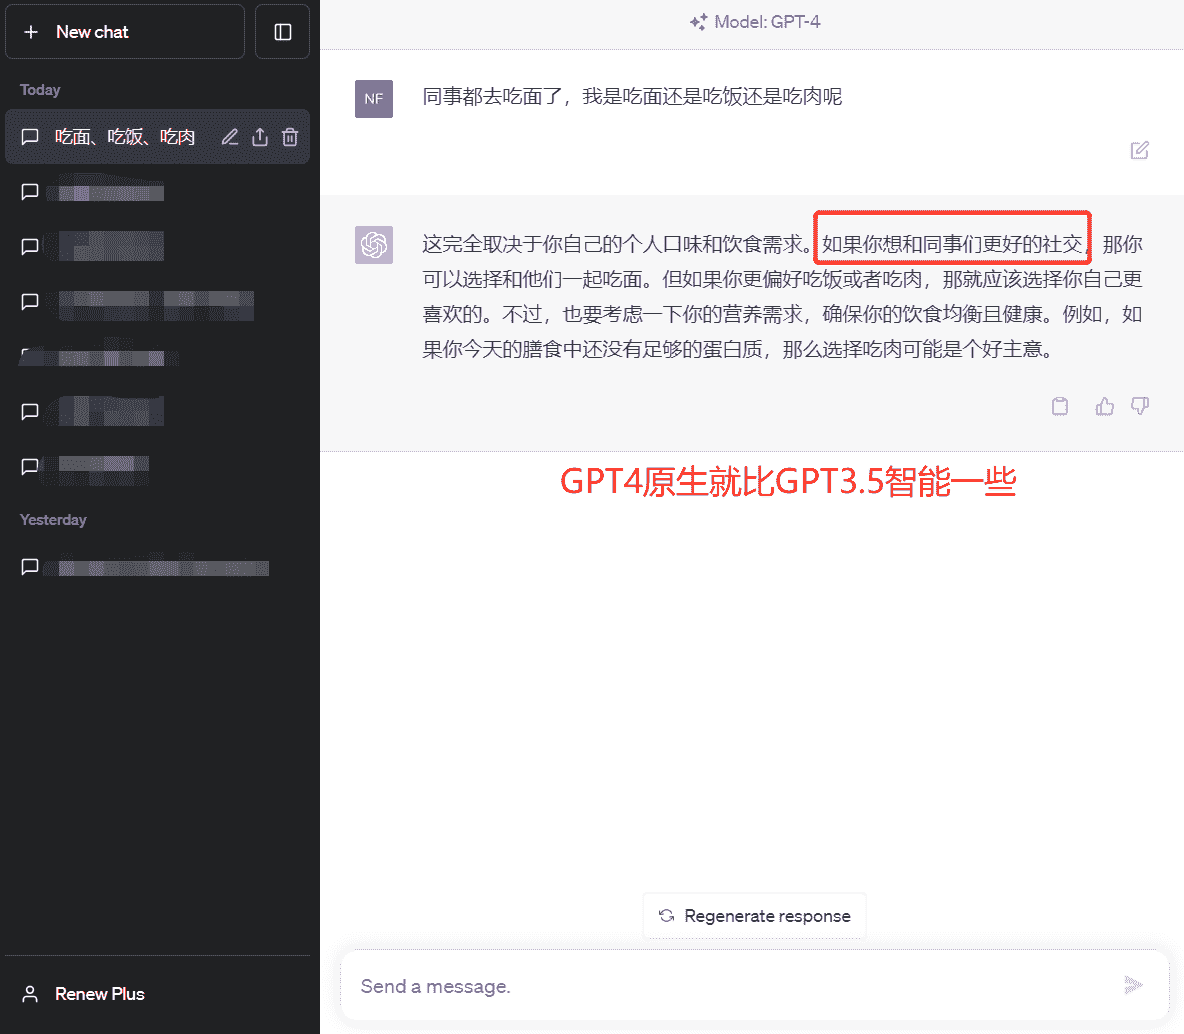 New chat
Today
吃面、吃饭、吃肉
Yesterday
Renew Plus
Model: GPT-4
NF
同事都去吃面了，我是吃面还是吃饭还是吃肉呢
这完全取决于你自己的个人口味和饮食需求。如果你想和同事们更好的社交，那你
可以选择和他们一起吃面。但如果你更偏好吃饭或者吃肉，那就应该选择你自己更
喜欢的。不过，也要考虑一下你的营养需求，确保你的饮食均衡且健康。例如，如
果你今天的膳食中还没有足够的蛋白质，那么选择吃肉可能是个好主意。
GPT4原生就比GPT3.5智能一些
Regenerate response
Send a message.